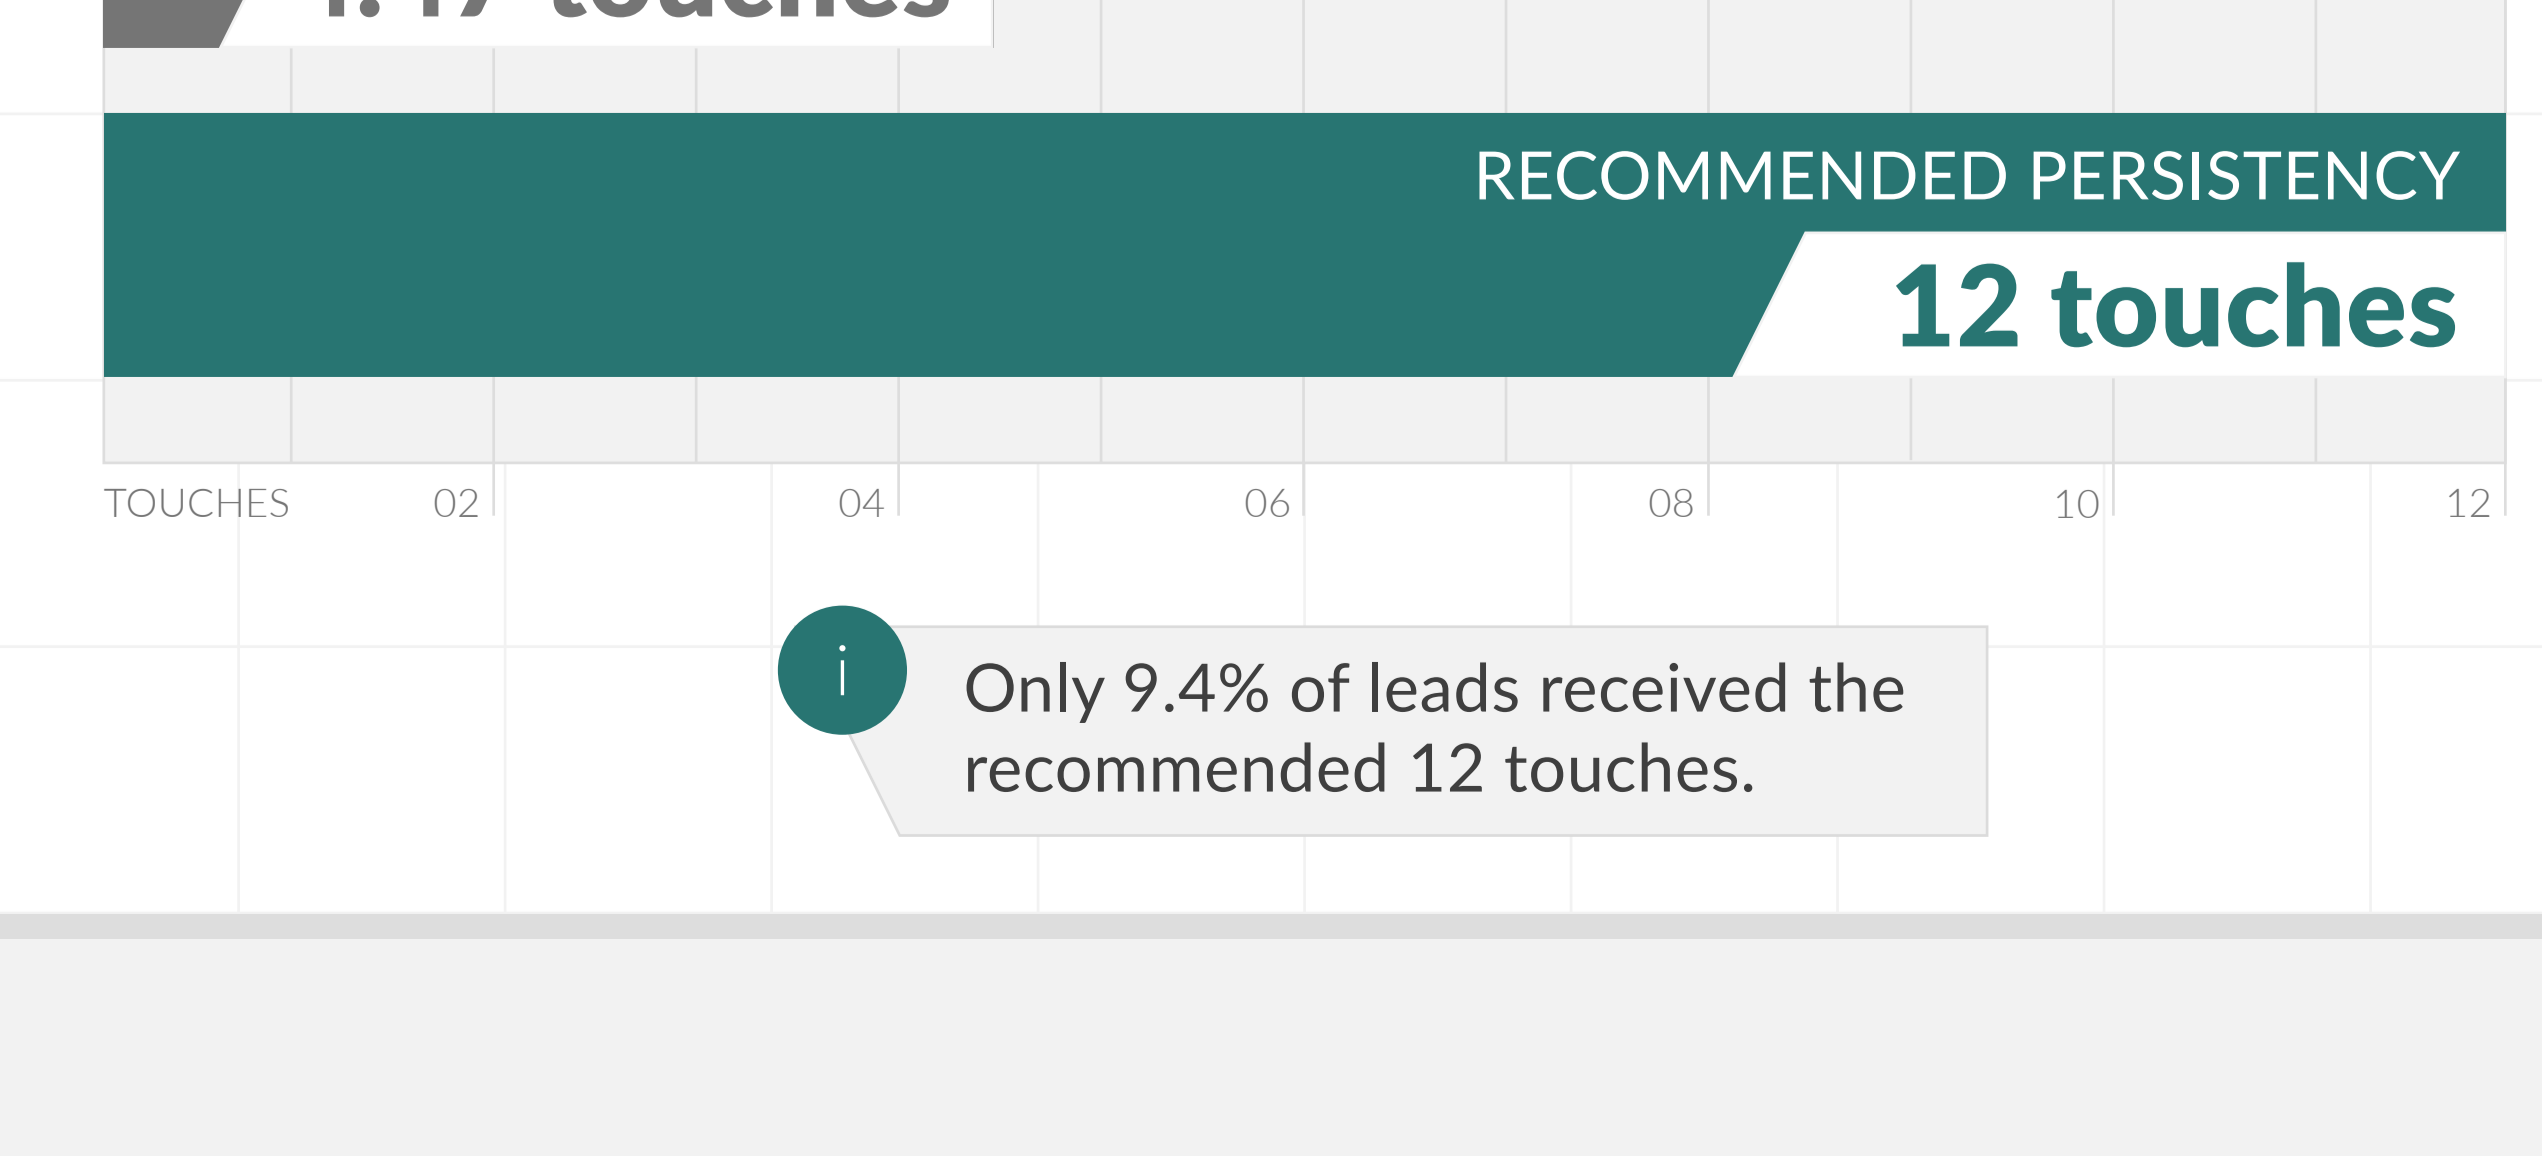 touches
RECOMMENDED PERSISTENCY
12 touches
TOUCHES 02 04 06 08 10 12
i
Only 9.4% of leads received the
recommended 12 touches.